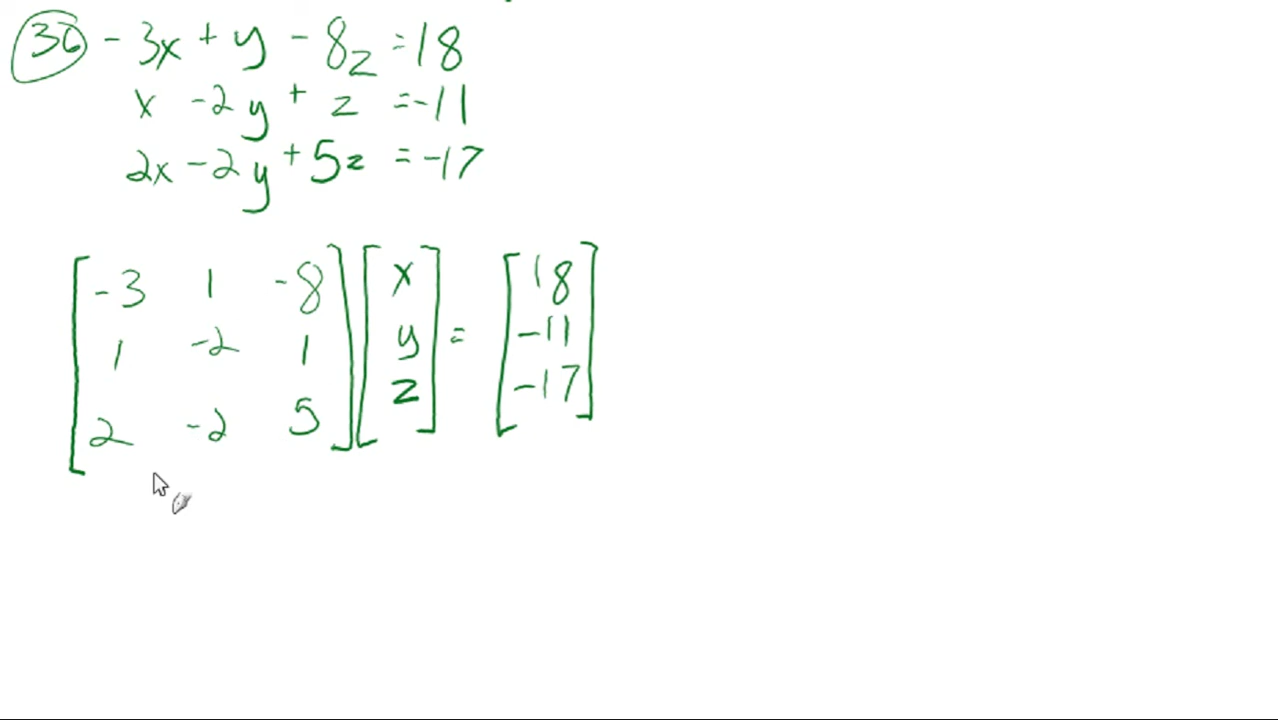 30 -3x + y - 8z = 18
x - 2y + z = -11
2x - 2y + 5z = -17
[-3 1 -8] [x] = [18]
[1 -2 1] [y] [-11]
[2 -2 5] [z] [-17]